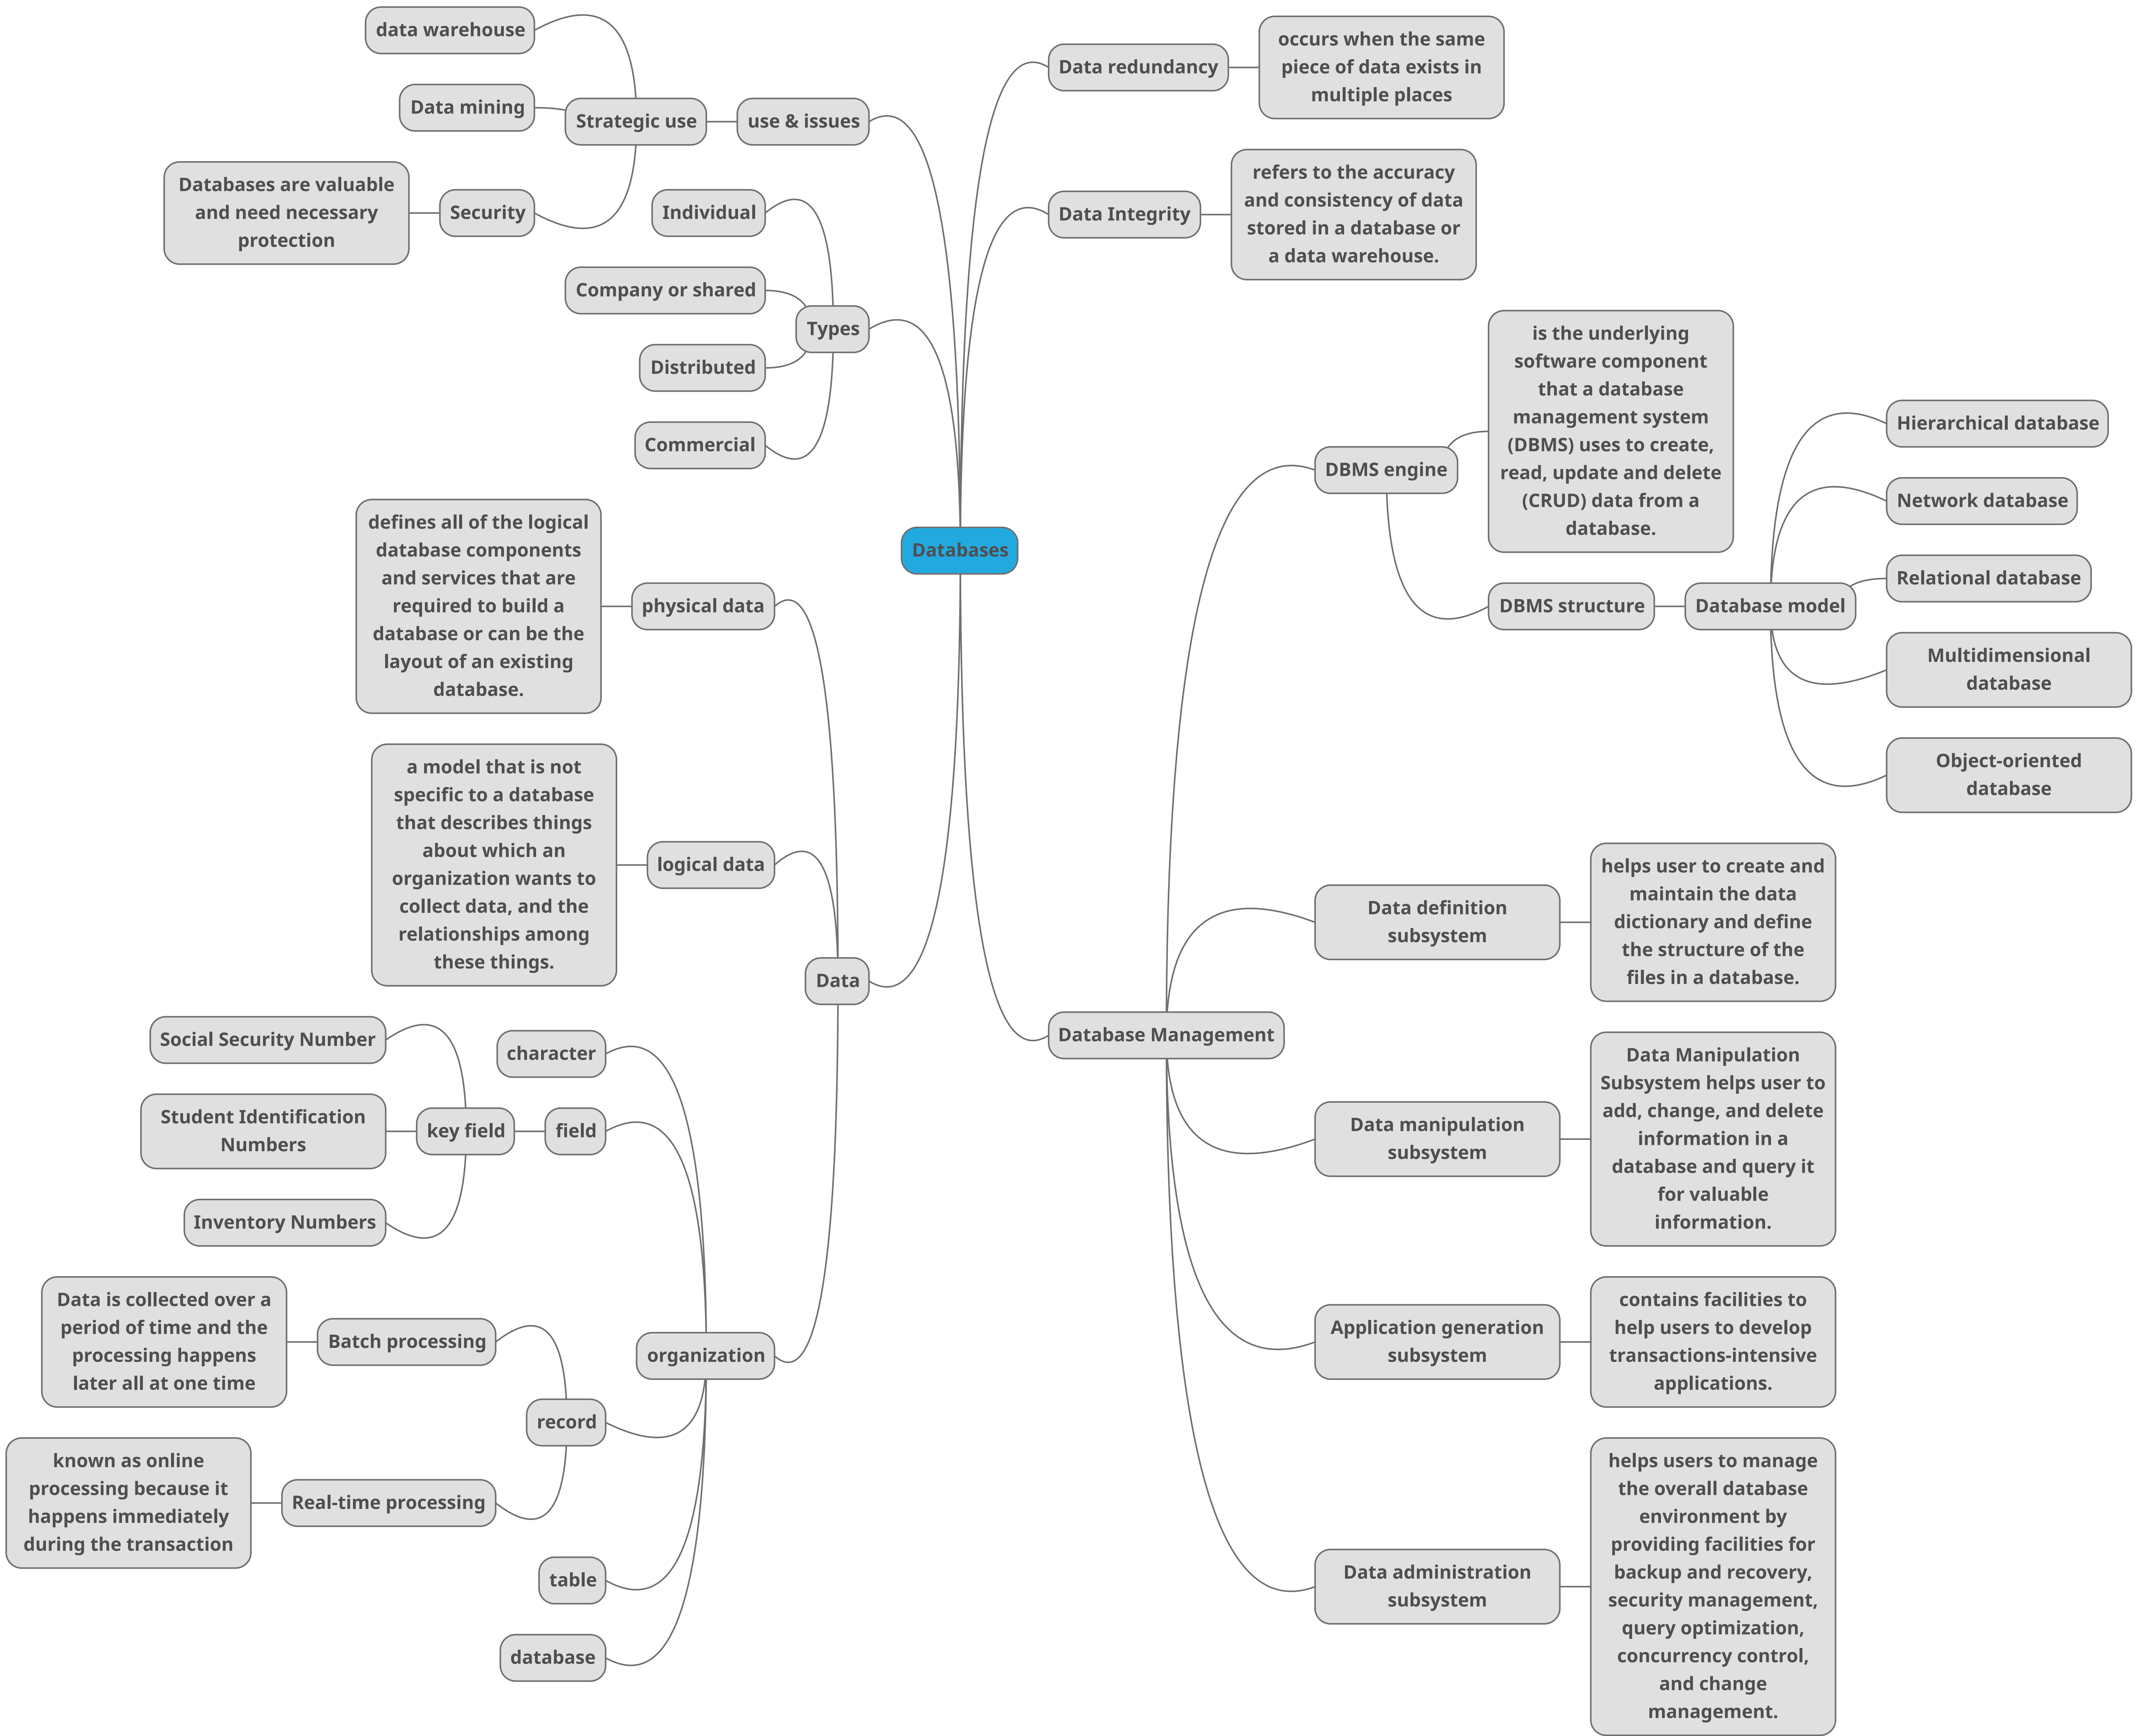 Databases
Data redundancy
occurs when the same
piece of data exists in
multiple places
Data Integrity
refers to the accuracy
and consistency of data
stored in a database or
a data warehouse.
Database Management
DBMS engine
is the underlying
software component
that a database
management system
(DBMS) uses to create,
read, update and delete
(CRUD) data from a
database.
DBMS structure
Database model
Hierarchical database
Network database
Relational database
Multidimensional
database
Object-oriented
database
Data definition
subsystem
helps user to create and
maintain the data
dictionary and define
the structure of the
files in a database.
Data manipulation
subsystem
Data Manipulation
Subsystem helps user to
add, change, and delete
information in a
database and query it
for valuable
information.
Application generation
subsystem
contains facilities to
help users to develop
transactions-intensive
applications.
Data administration
subsystem
helps users to manage
the overall database
environment by
providing facilities for
backup and recovery,
security management,
query optimization,
concurrency control,
and change
management.
use & issues
Strategic use
data warehouse
Data mining
Security
Databases are valuable
and need necessary
protection
Types
Individual
Company or shared
Distributed
Commercial
Data
physical data
defines all of the logical
database components
and services that are
required to build a
database or can be the
layout of an existing
database.
logical data
a model that is not
specific to a database
that describes things
about which an
organization wants to
collect data, and the
relationships among
these things.
organization
character
field
key field
Social Security Number
Student Identification
Numbers
Inventory Numbers
record
Batch processing
Data is collected over a
period of time and the
processing happens
later all at one time
Real-time processing
known as online
processing because it
happens immediately
during the transaction
table
database